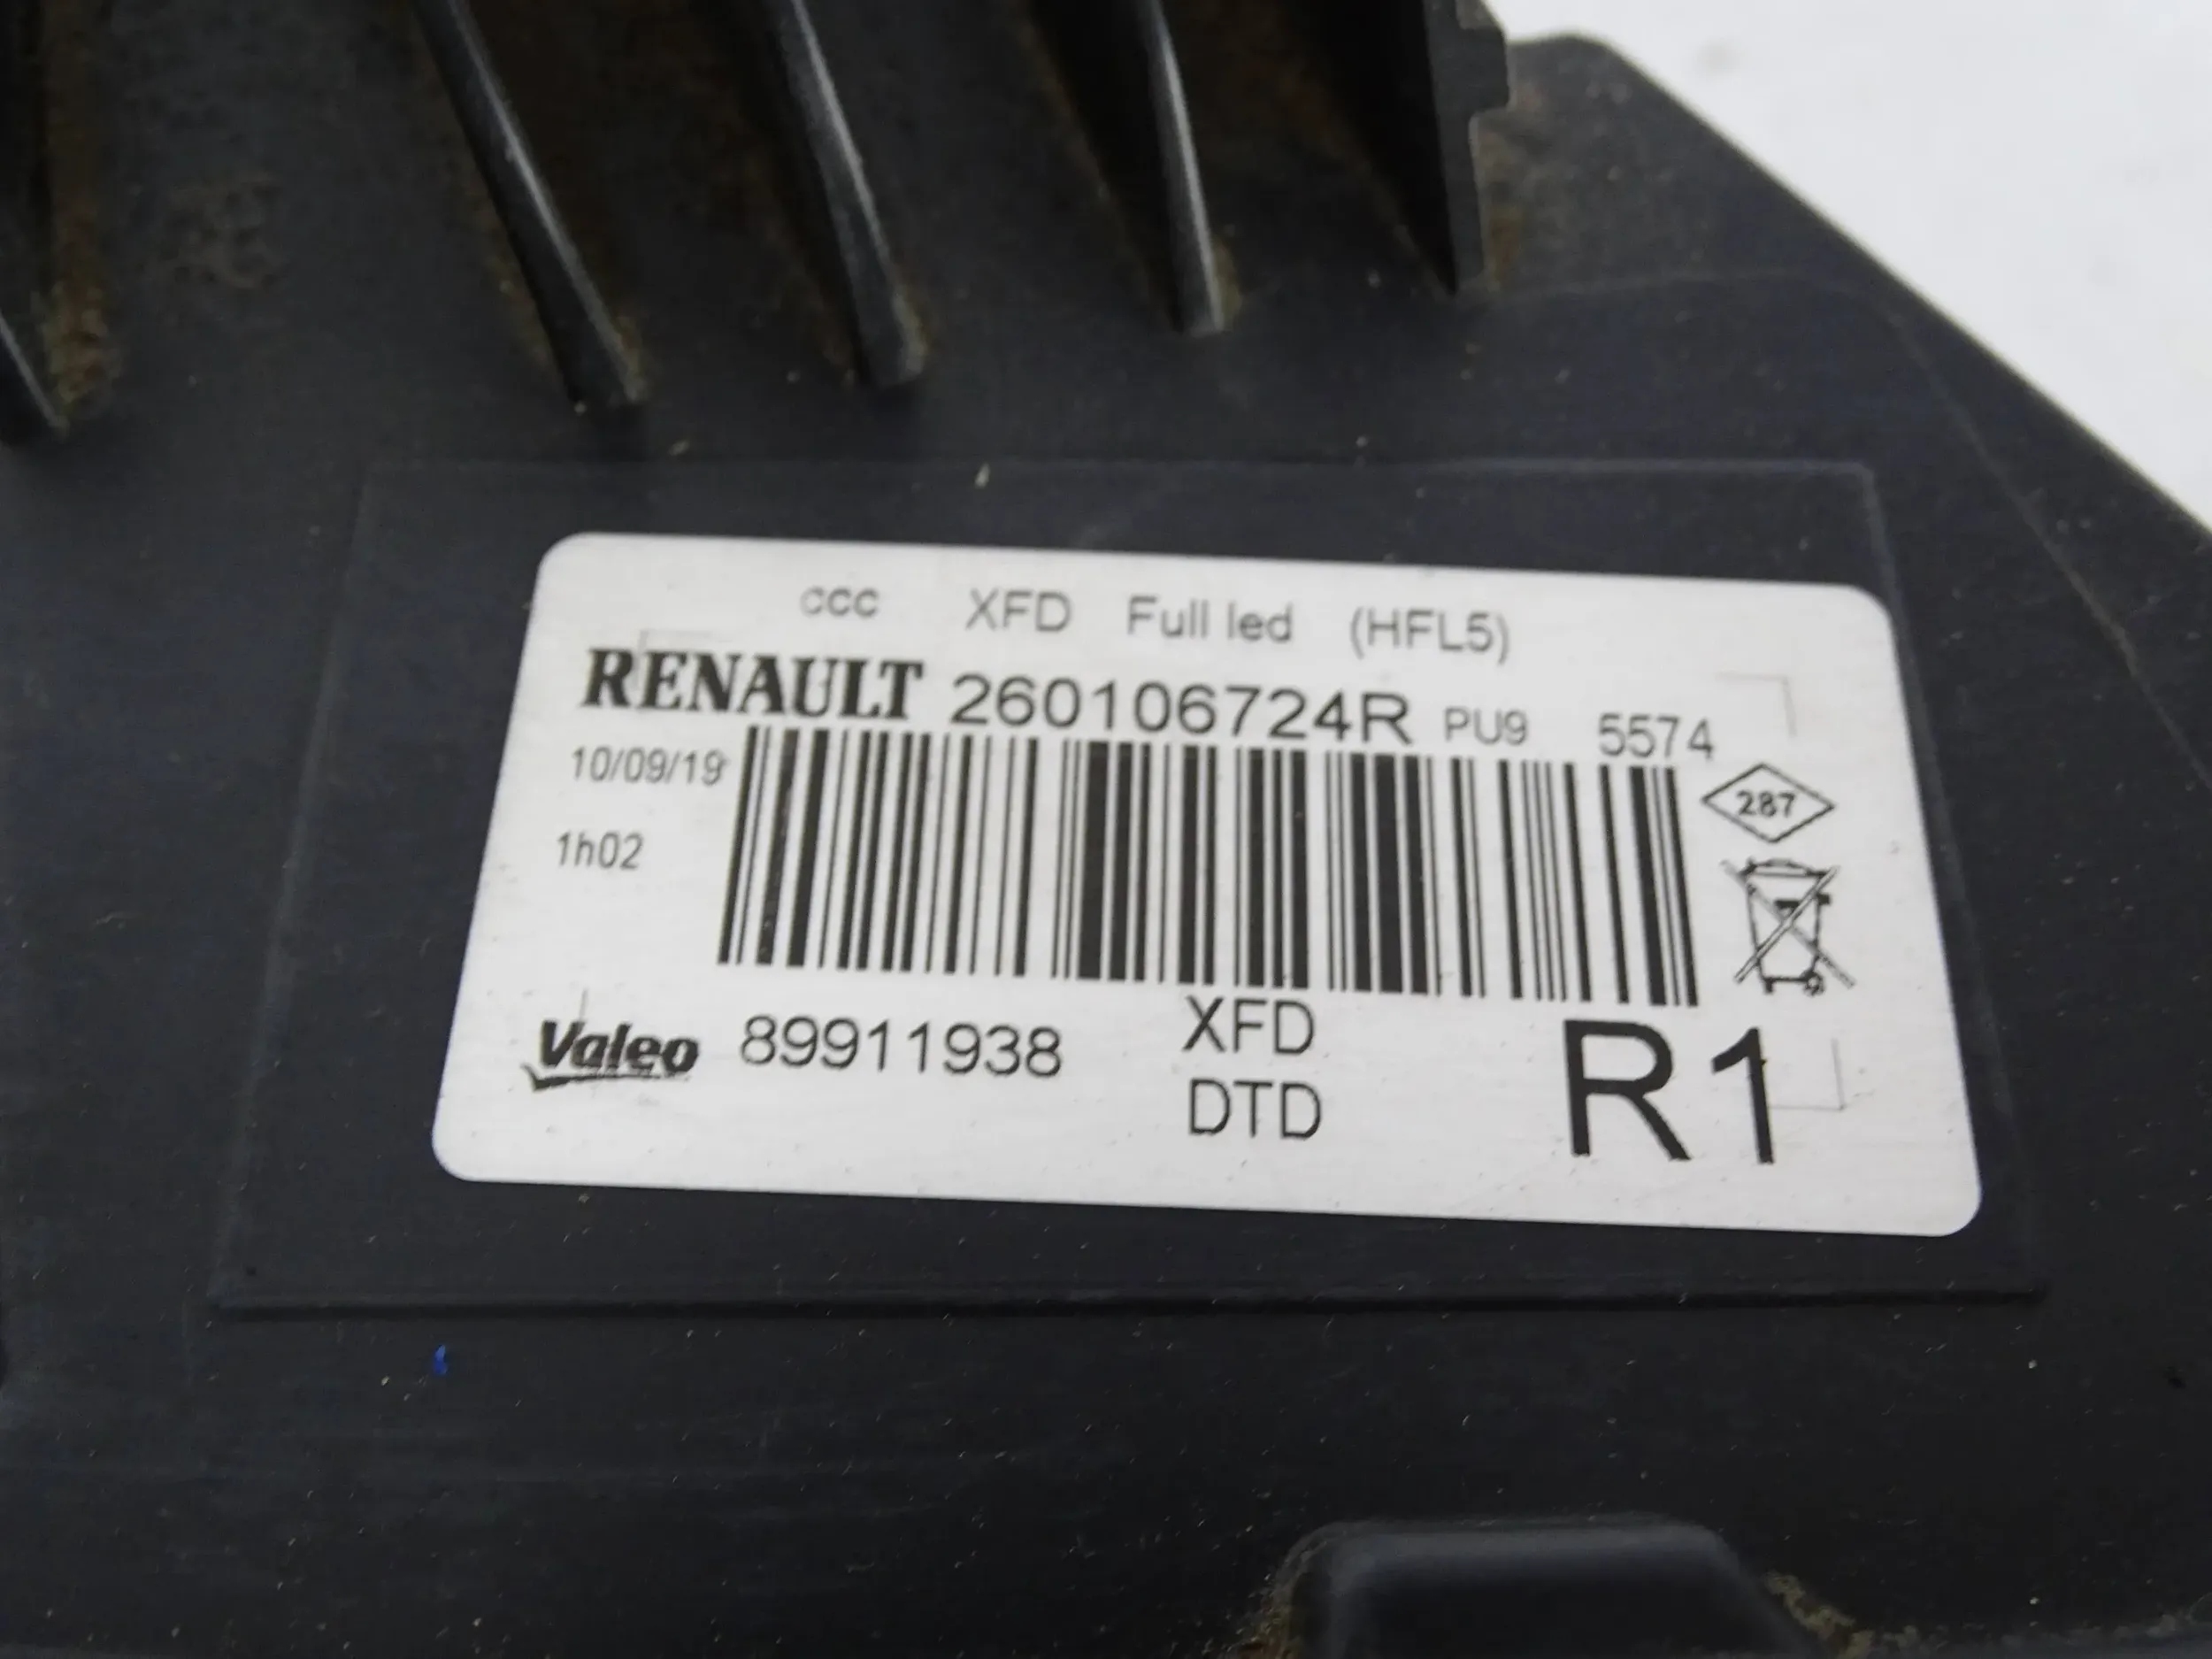 ccc XFD Full led (HFL5)
RENAULT 260106724R PU9 5574
10/09/19
287
1h02
Valeo 89911938 XFD
DTD
R1